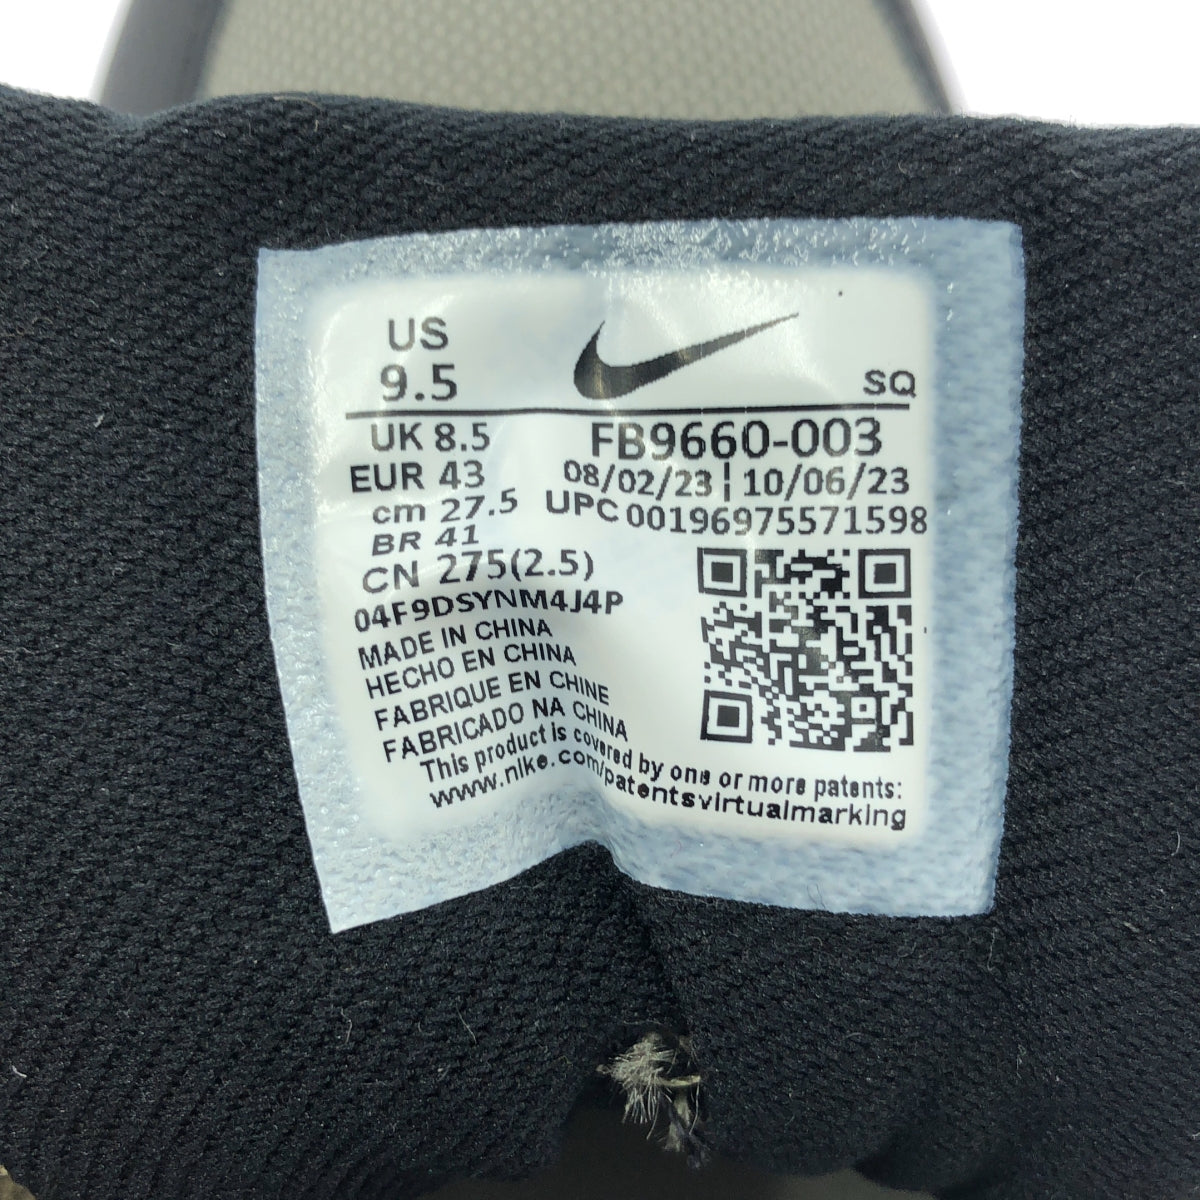 US
9.5
SQ
UK 8.5
EUR 43
cm 27.5
BR 41
CN 275(2.5)
FB9660-003
08/02/23 | 10/06/23
UPC 00196975571598
04F9DSYNM4J4P
MADE IN CHINA
HECHO EN CHINA
FABRIQUE EN CHINE
FABRICADO NA CHINA
This product is covered by one or more patents:
www.nike.com/patentsvirtualmarking